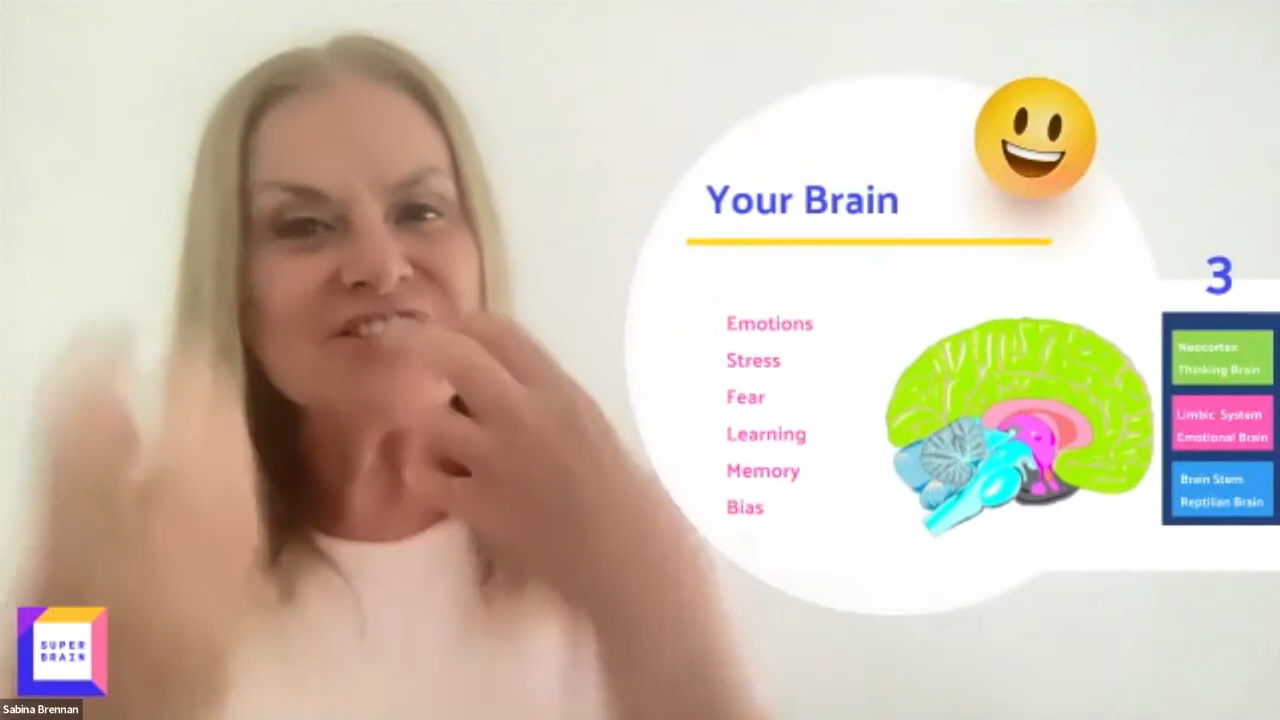 Your Brain
3
Emotions
Stress
Fear
Learning
Memory
Bias
Neocortex
Thinking Brain
Limbic System
Emotional Brain
Brain Stem
Reptilian Brain
SUPER
BRAIN
Sabina Brennan